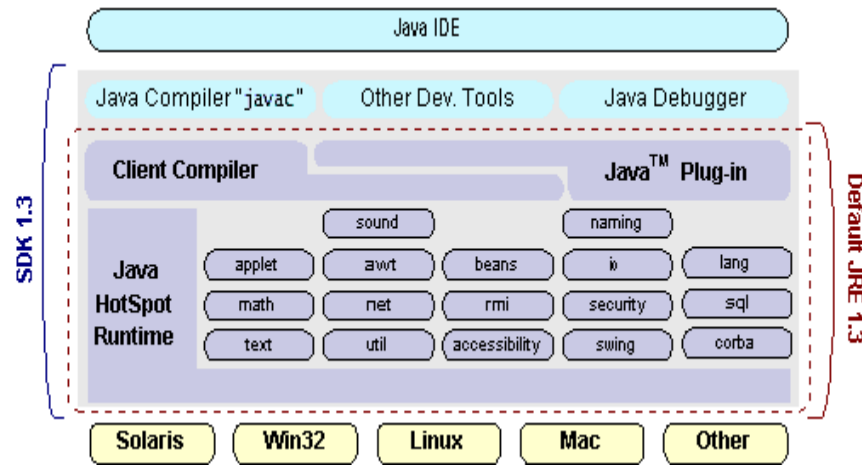 Java IDE
Java Compiler "javac"
Other Dev. Tools
Java Debugger
Client Compiler
Java™ Plug-in
SDK 1.3
Default JRE 1.3
Java
HotSpot
Runtime
sound
naming
applet
awt
beans
io
lang
math
net
rmi
security
sql
text
util
accessibility
swing
corba
Solaris
Win32
Linux
Mac
Other